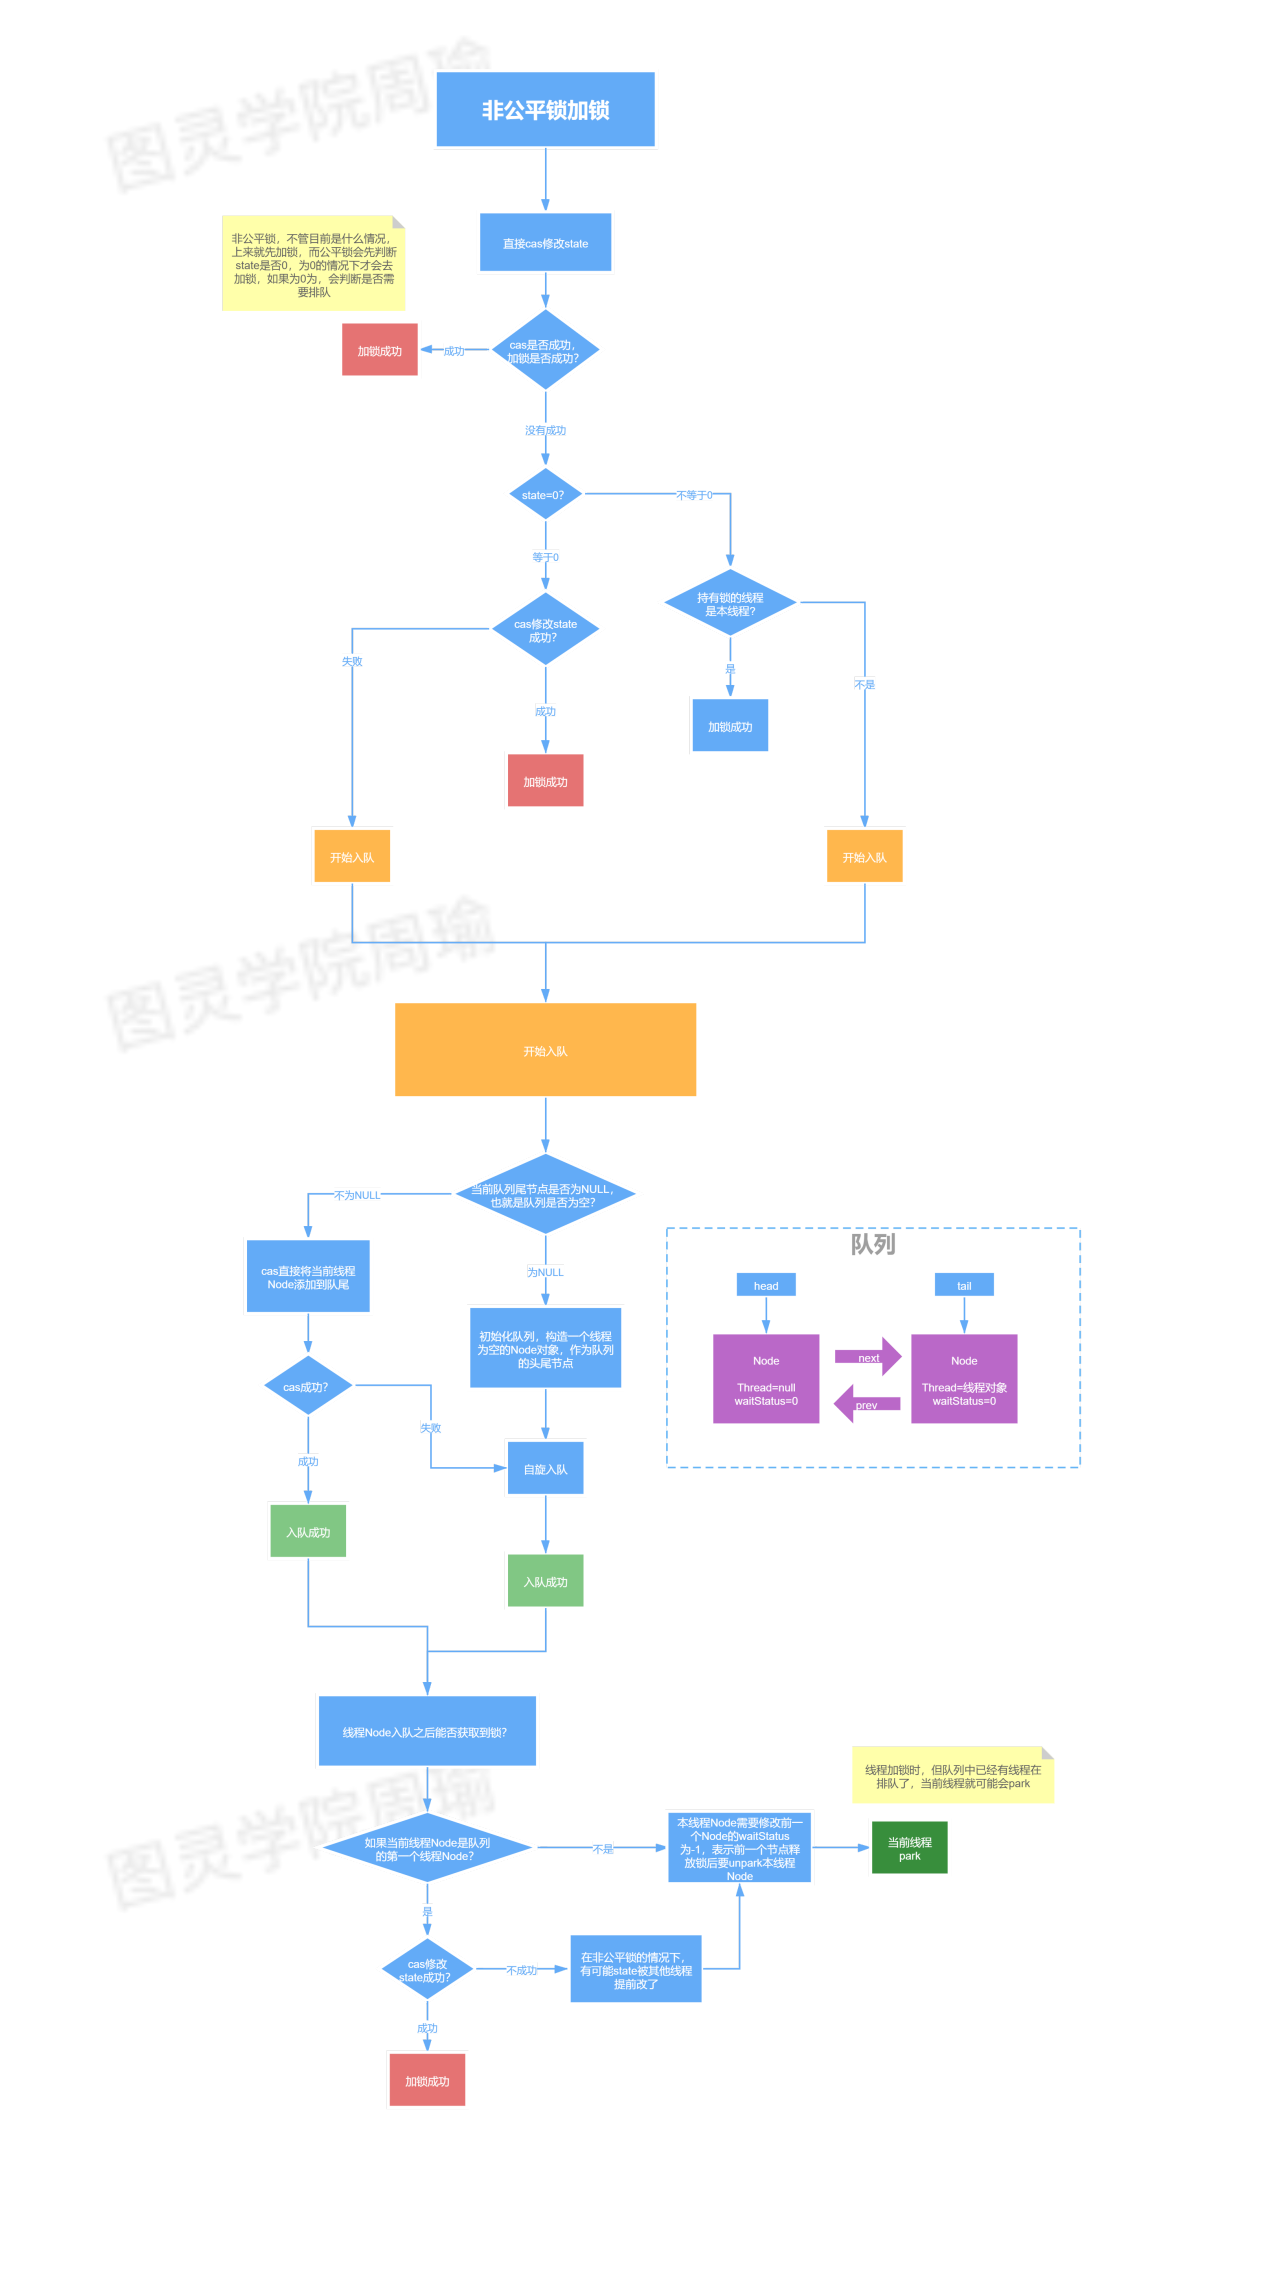 图灵学院周瑜
非公平锁加锁
直接cas修改state
非公平锁，不管目前是什么情况，
上来就先加锁，而公平锁会先判断
state是否0，为0的情况下才会去
加锁，如果为0为，会判断是否需
要排队
cas是否成功，
加锁是否成功？
成功
加锁成功
没有成功
state=0？
不等于0
等于0
持有锁的线程
是本线程？
cas修改state
成功？
失败
是
不是
成功
加锁成功
加锁成功
开始入队
开始入队
图灵学院周瑜
开始入队
当前队列尾节点是否为NULL，
也就是队列是否为空？
不为NULL
为NULL
cas直接将当前线程
Node添加到队尾
初始化队列，构造一个线程
为空的Node对象，作为队列
的头尾节点
cas成功？
失败
成功
自旋入队
入队成功
入队成功
队列
head
tail
Node
Thread=null
waitStatus=0
next
prev
Node
Thread=线程对象
waitStatus=0
线程Node入队之后能否获取到锁？
图灵学院周瑜
线程加锁时，但队列中已经有线程在
排队了，当前线程就可能会park
如果当前线程Node是队列
的第一个线程Node？
不是
本线程Node需要修改前一
个Node的waitStatus
为-1，表示前一个节点释
放锁后要unpark本线程
Node
当前线程
park
是
cas修改
state成功？
不成功
在非公平锁的情况下，
有可能state被其他线程
提前改了
成功
加锁成功